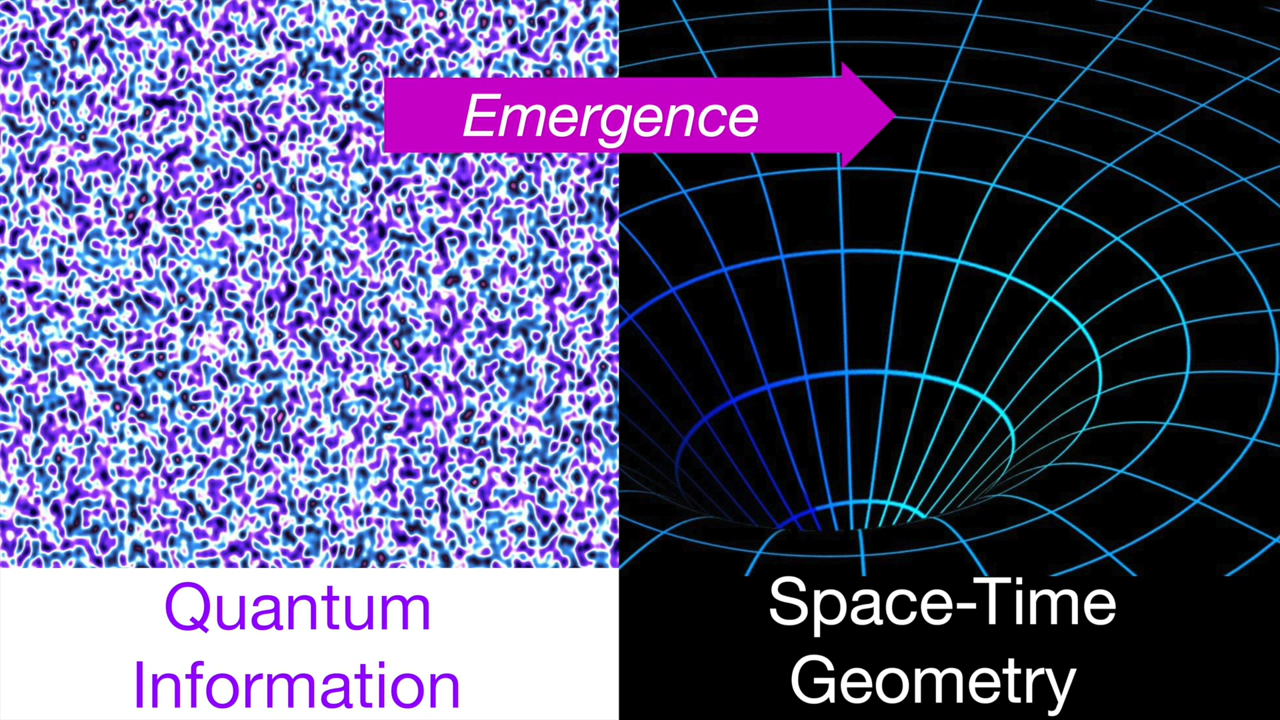 Emergence
Quantum
Information
Space-Time
Geometry